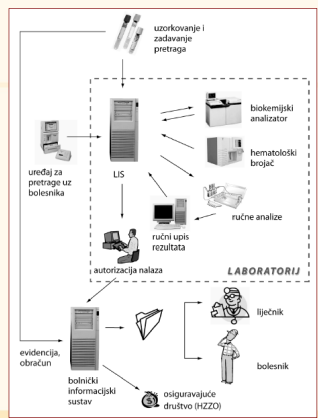 uzorkovanje i
zadavanje
pretraga
biokemijski
analizator
LIS
hematološki
brojač
uređaj za
pretrage uz
bolesnika
ručne analize
ručni upis
rezultata
autorizacija nalaza
LABORATORIJ
liječnik
evidencija,
obračun
bolesnik
bolnički
informacijski
sustav
osiguravajuće
društvo (HZZO)